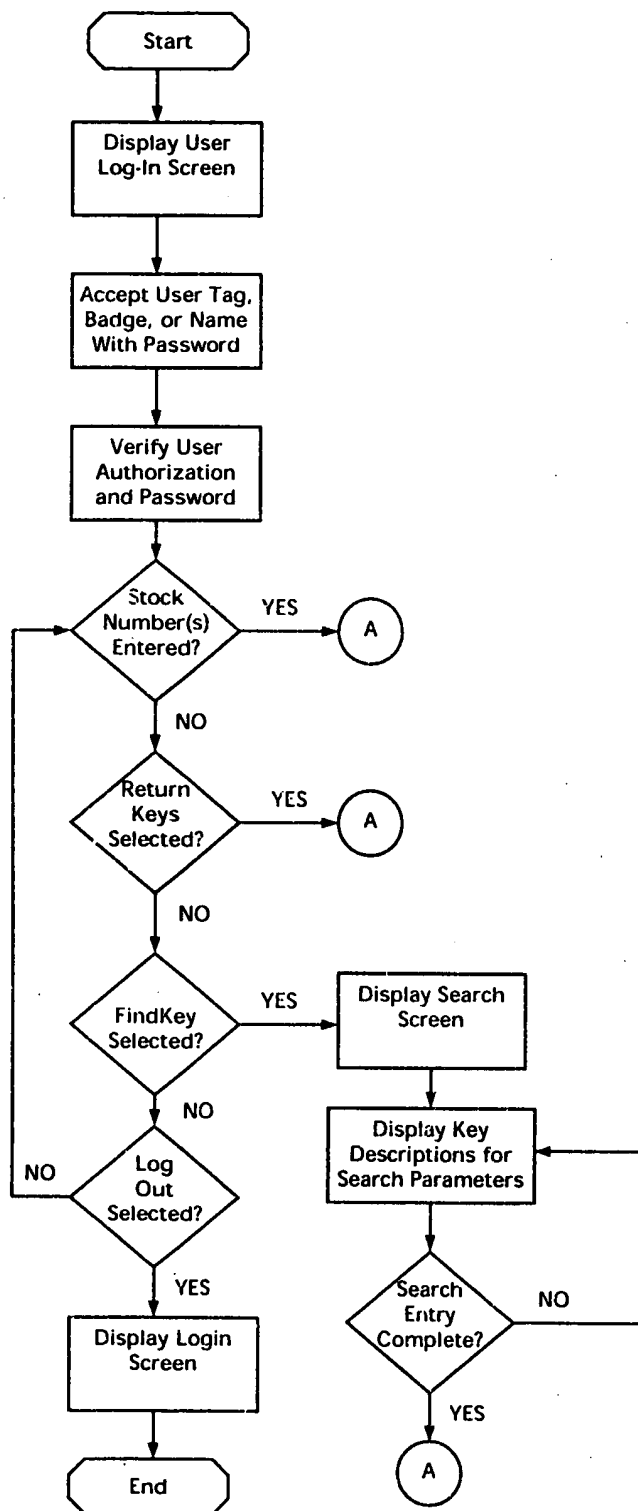 Start
Display User
Log-In Screen
Accept User Tag,
Badge, or Name
With Password
Verify User
Authorization
and Password
Stock
Number(s)
Entered?
YES
A
NO
Return
Keys
Selected?
YES
A
NO
FindKey
Selected?
YES
Display Search
Screen
NO
Display Key
Descriptions for
Search Parameters
Log
Out
Selected?
NO
YES
Search
Entry
Complete?
NO
YES
A
Display Login
Screen
End